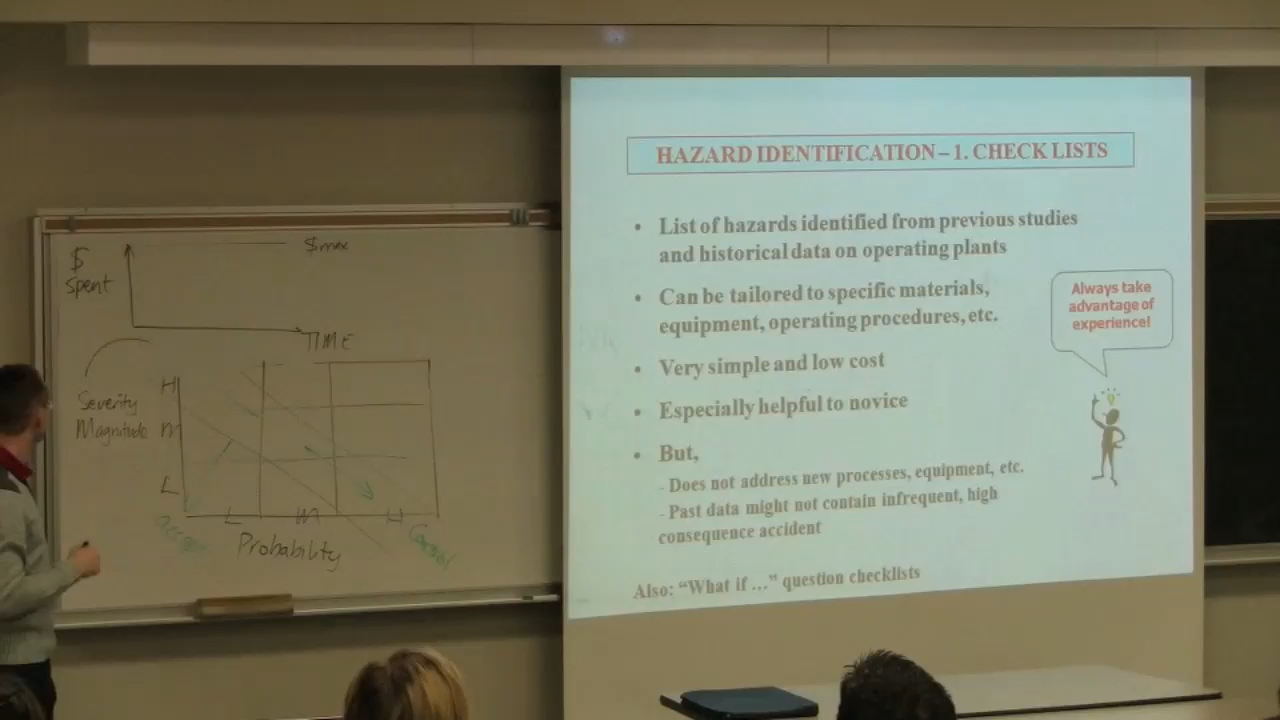 $
spent
$max
TIME
Severity
Magnitude
H
M
L
L
M
H
accept
Probability
Control
HAZARD IDENTIFICATION – 1. CHECK LISTS
• List of hazards identified from previous studies
and historical data on operating plants
• Can be tailored to specific materials,
equipment, operating procedures, etc.
• Very simple and low cost
• Especially helpful to novice
• But,
- Does not address new processes, equipment, etc.
- Past data might not contain infrequent, high
consequence accident
Also: “What if ...” question checklists
Always take
advantage of
experience!